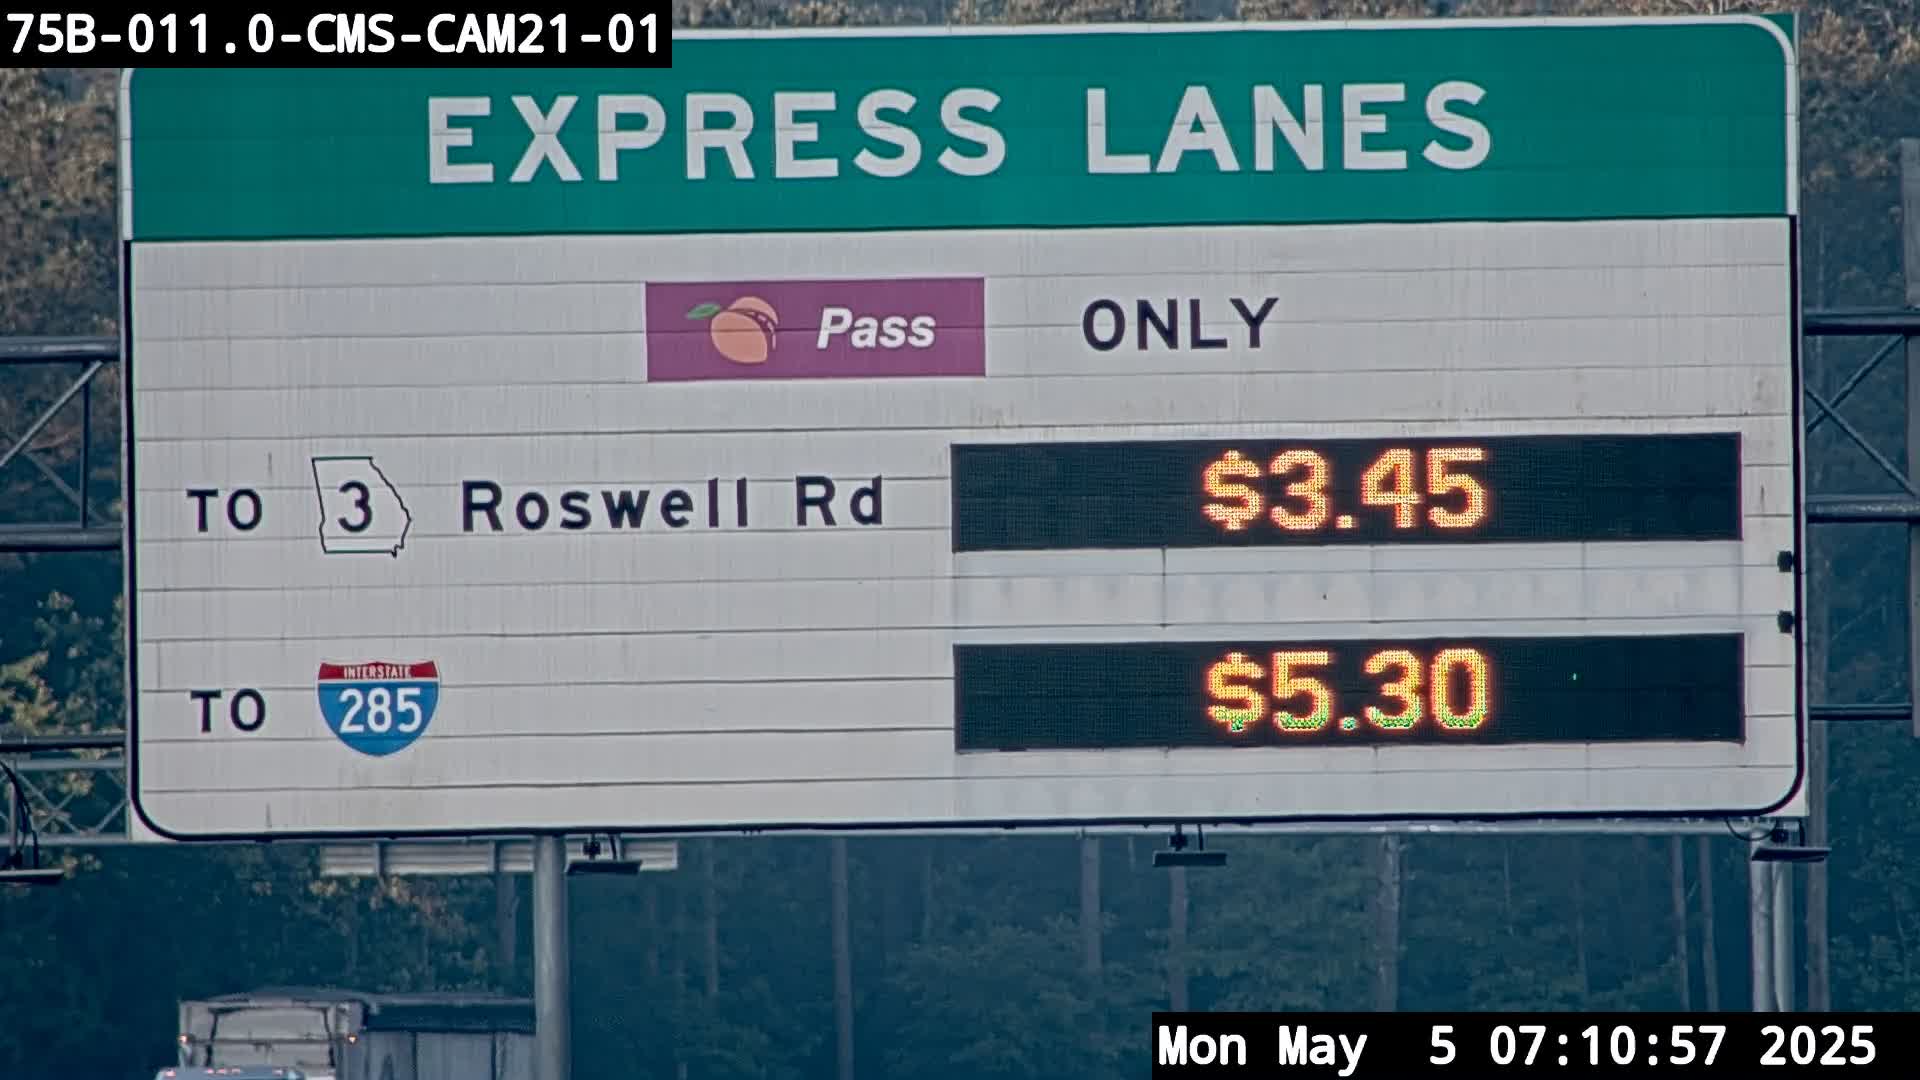 75B-011.0-CMS-CAM21-01
EXPRESS LANES
Pass ONLY
TO 3 Roswell Rd $3.45
INTERSTATE
TO 285 $5.30
Mon May 5 07:10:57 2025